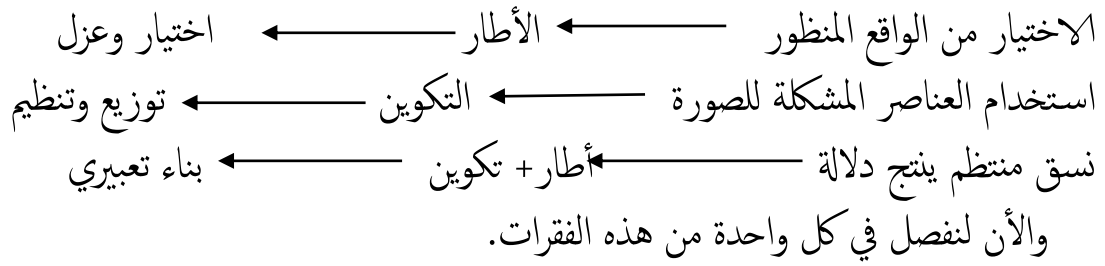 الاختيار من الواقع المنظور ← الأطار ← اختيار وعزل
استخدام العناصر المشكلة للصورة ← التكوين ← توزيع وتنظيم
نسق منتظم ينتج دلالة ← أطار + تكوين ← بناء تعبيري
والأن لنفصل في كل واحدة من هذه الفقرات.